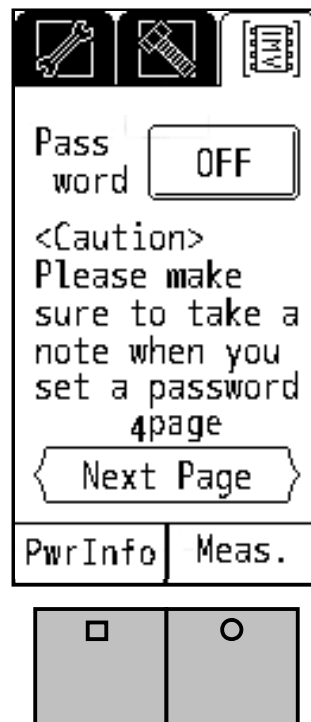 IMV
Pass
word
OFF
<Caution>
Please make
sure to take a
note when you
set a password
4page
Next Page
PwrInfo
Meas.